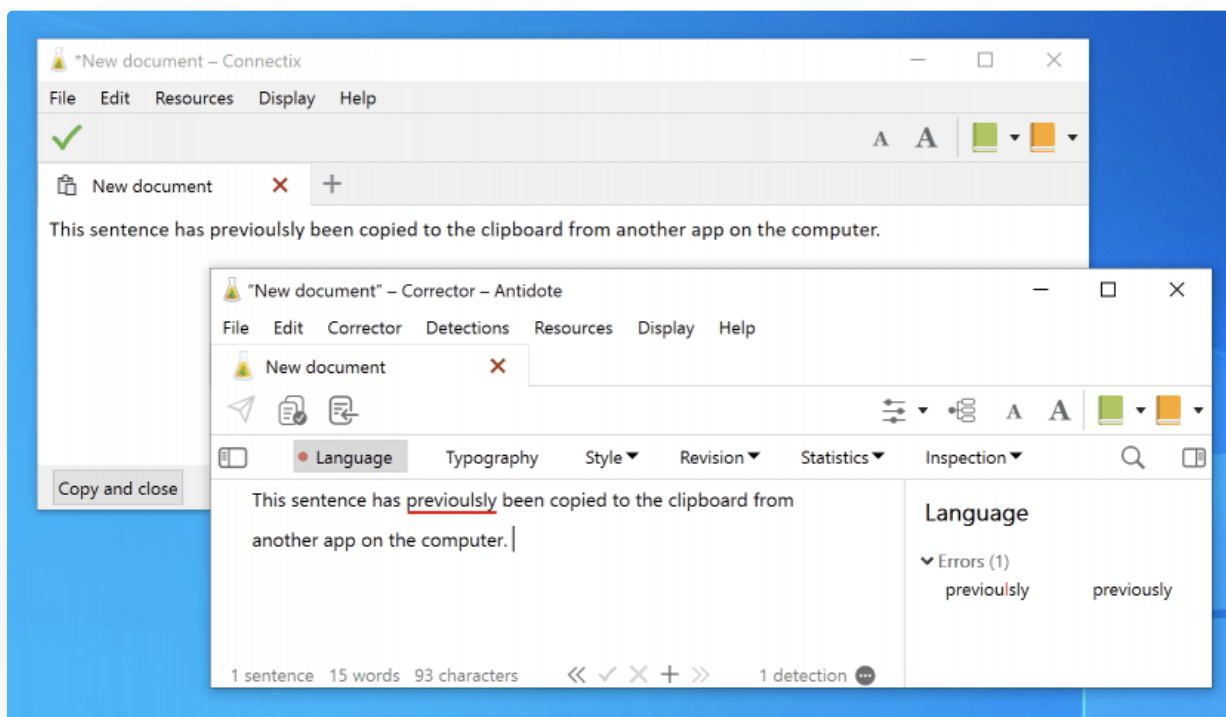 *New document – Connectix
File Edit Resources Display Help
A A
New document
This sentence has previoulsly been copied to the clipboard from another app on the computer.
"New document" – Corrector – Antidote
File Edit Corrector Detections Resources Display Help
New document
A A
Language Typography Style Revision Statistics Inspection
Copy and close
This sentence has previoulsly been copied to the clipboard from
another app on the computer.
Language
Errors (1)
previoulsly previously
1 sentence 15 words 93 characters 1 detection